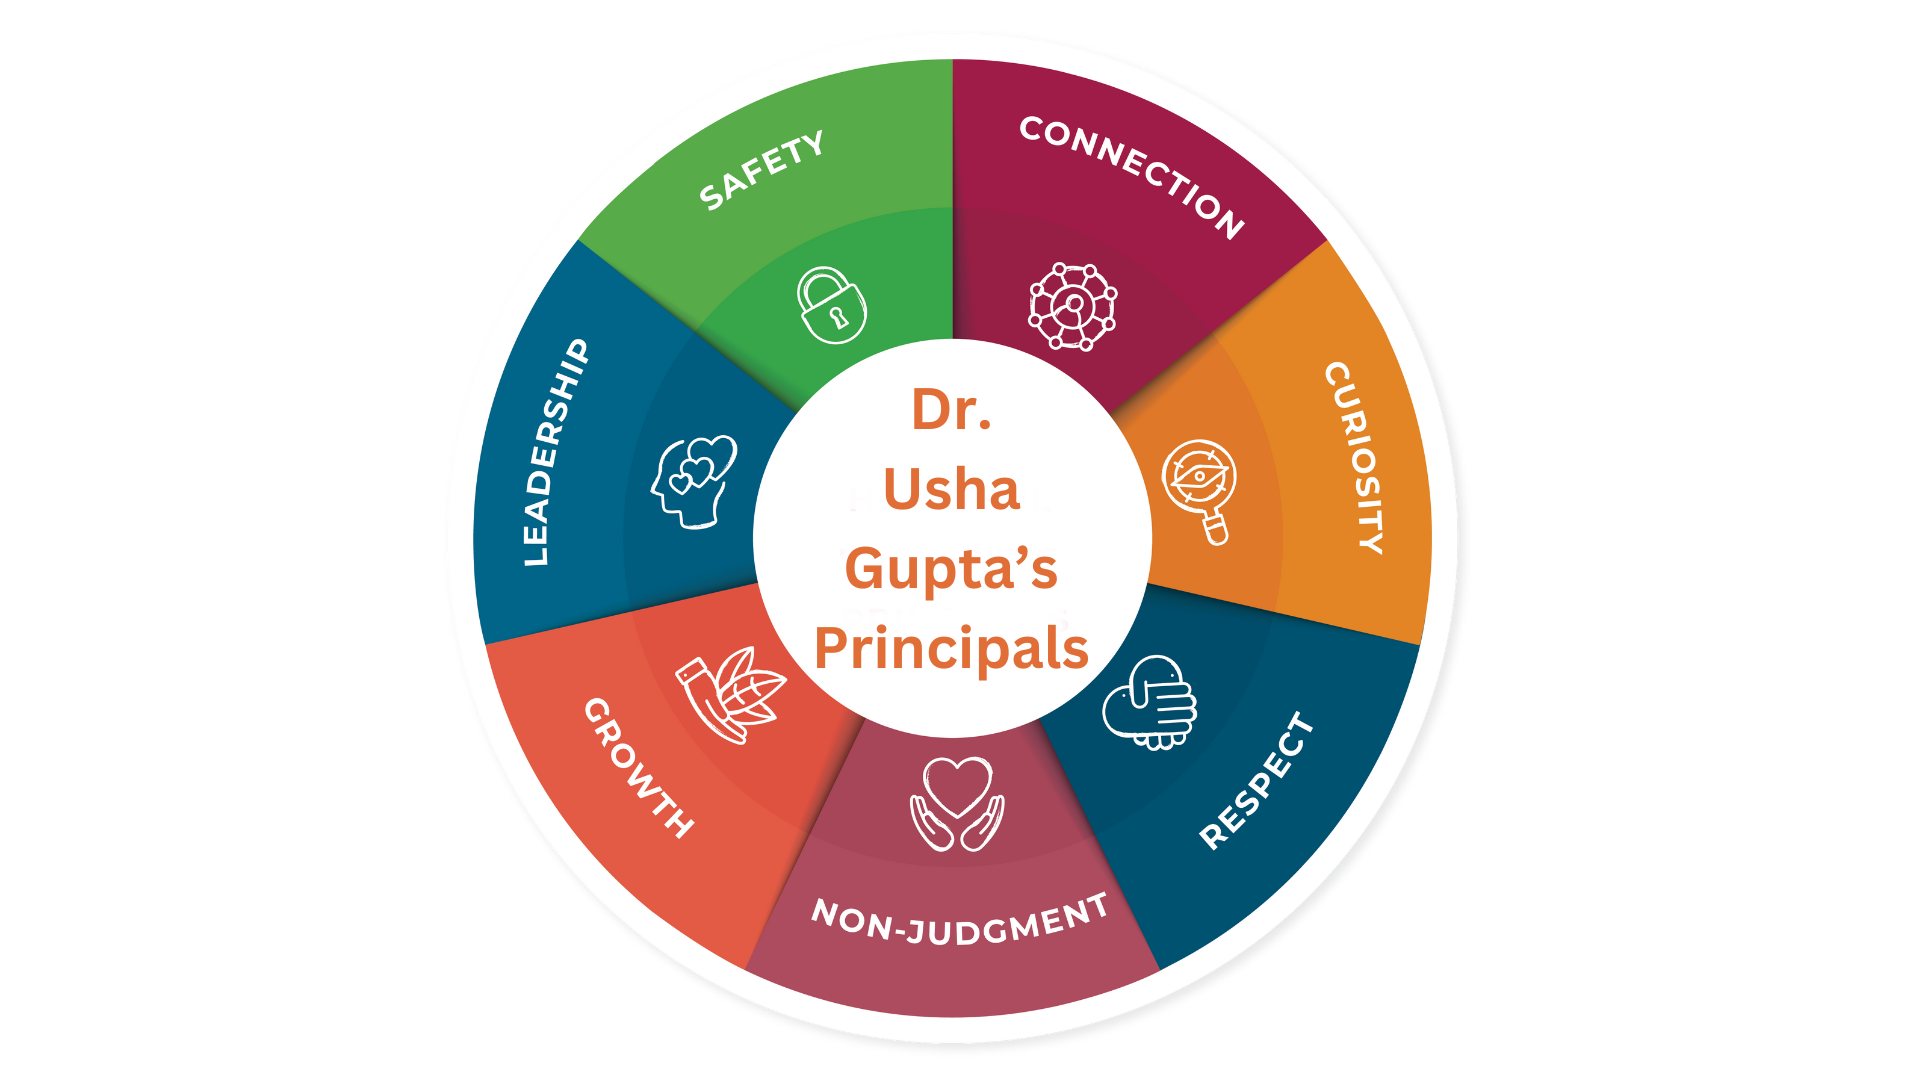 Dr.
Usha
Gupta’s
Principals
CONNECTION
CURIOSITY
RESPECT
NON-JUDGMENT
GROWTH
LEADERSHIP
SAFETY